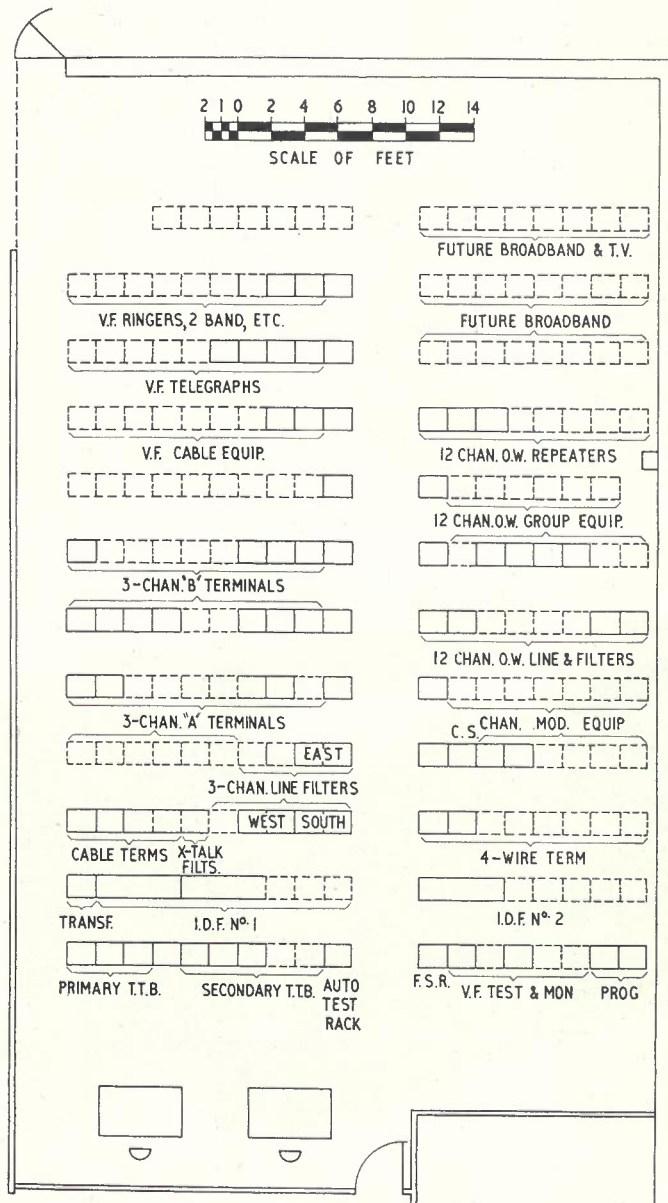 2 1 0 2 4 6 8 10 12 14
SCALE OF FEET
FUTURE BROADBAND & T.V.
V.F. RINGERS, 2 BAND, ETC.
FUTURE BROADBAND
V.F. TELEGRAPHS
V.F. CABLE EQUIP.
12 CHAN. O.W. REPEATERS
12 CHAN. O.W. GROUP EQUIP.
3-CHAN. "B" TERMINALS
12 CHAN. O.W. LINE & FILTERS
3-CHAN. "A" TERMINALS
C.S. CHAN. MOD. EQUIP
EAST
3-CHAN. LINE FILTERS
WEST SOUTH
CABLE TERMS X-TALK
FILTS.
4-WIRE TERM
TRANSF. I.D.F. Nº 1
I.D.F. Nº 2
PRIMARY T.T.B. SECONDARY T.T.B. AUTO
TEST
RACK
F.S.R. V.F. TEST & MON PROG